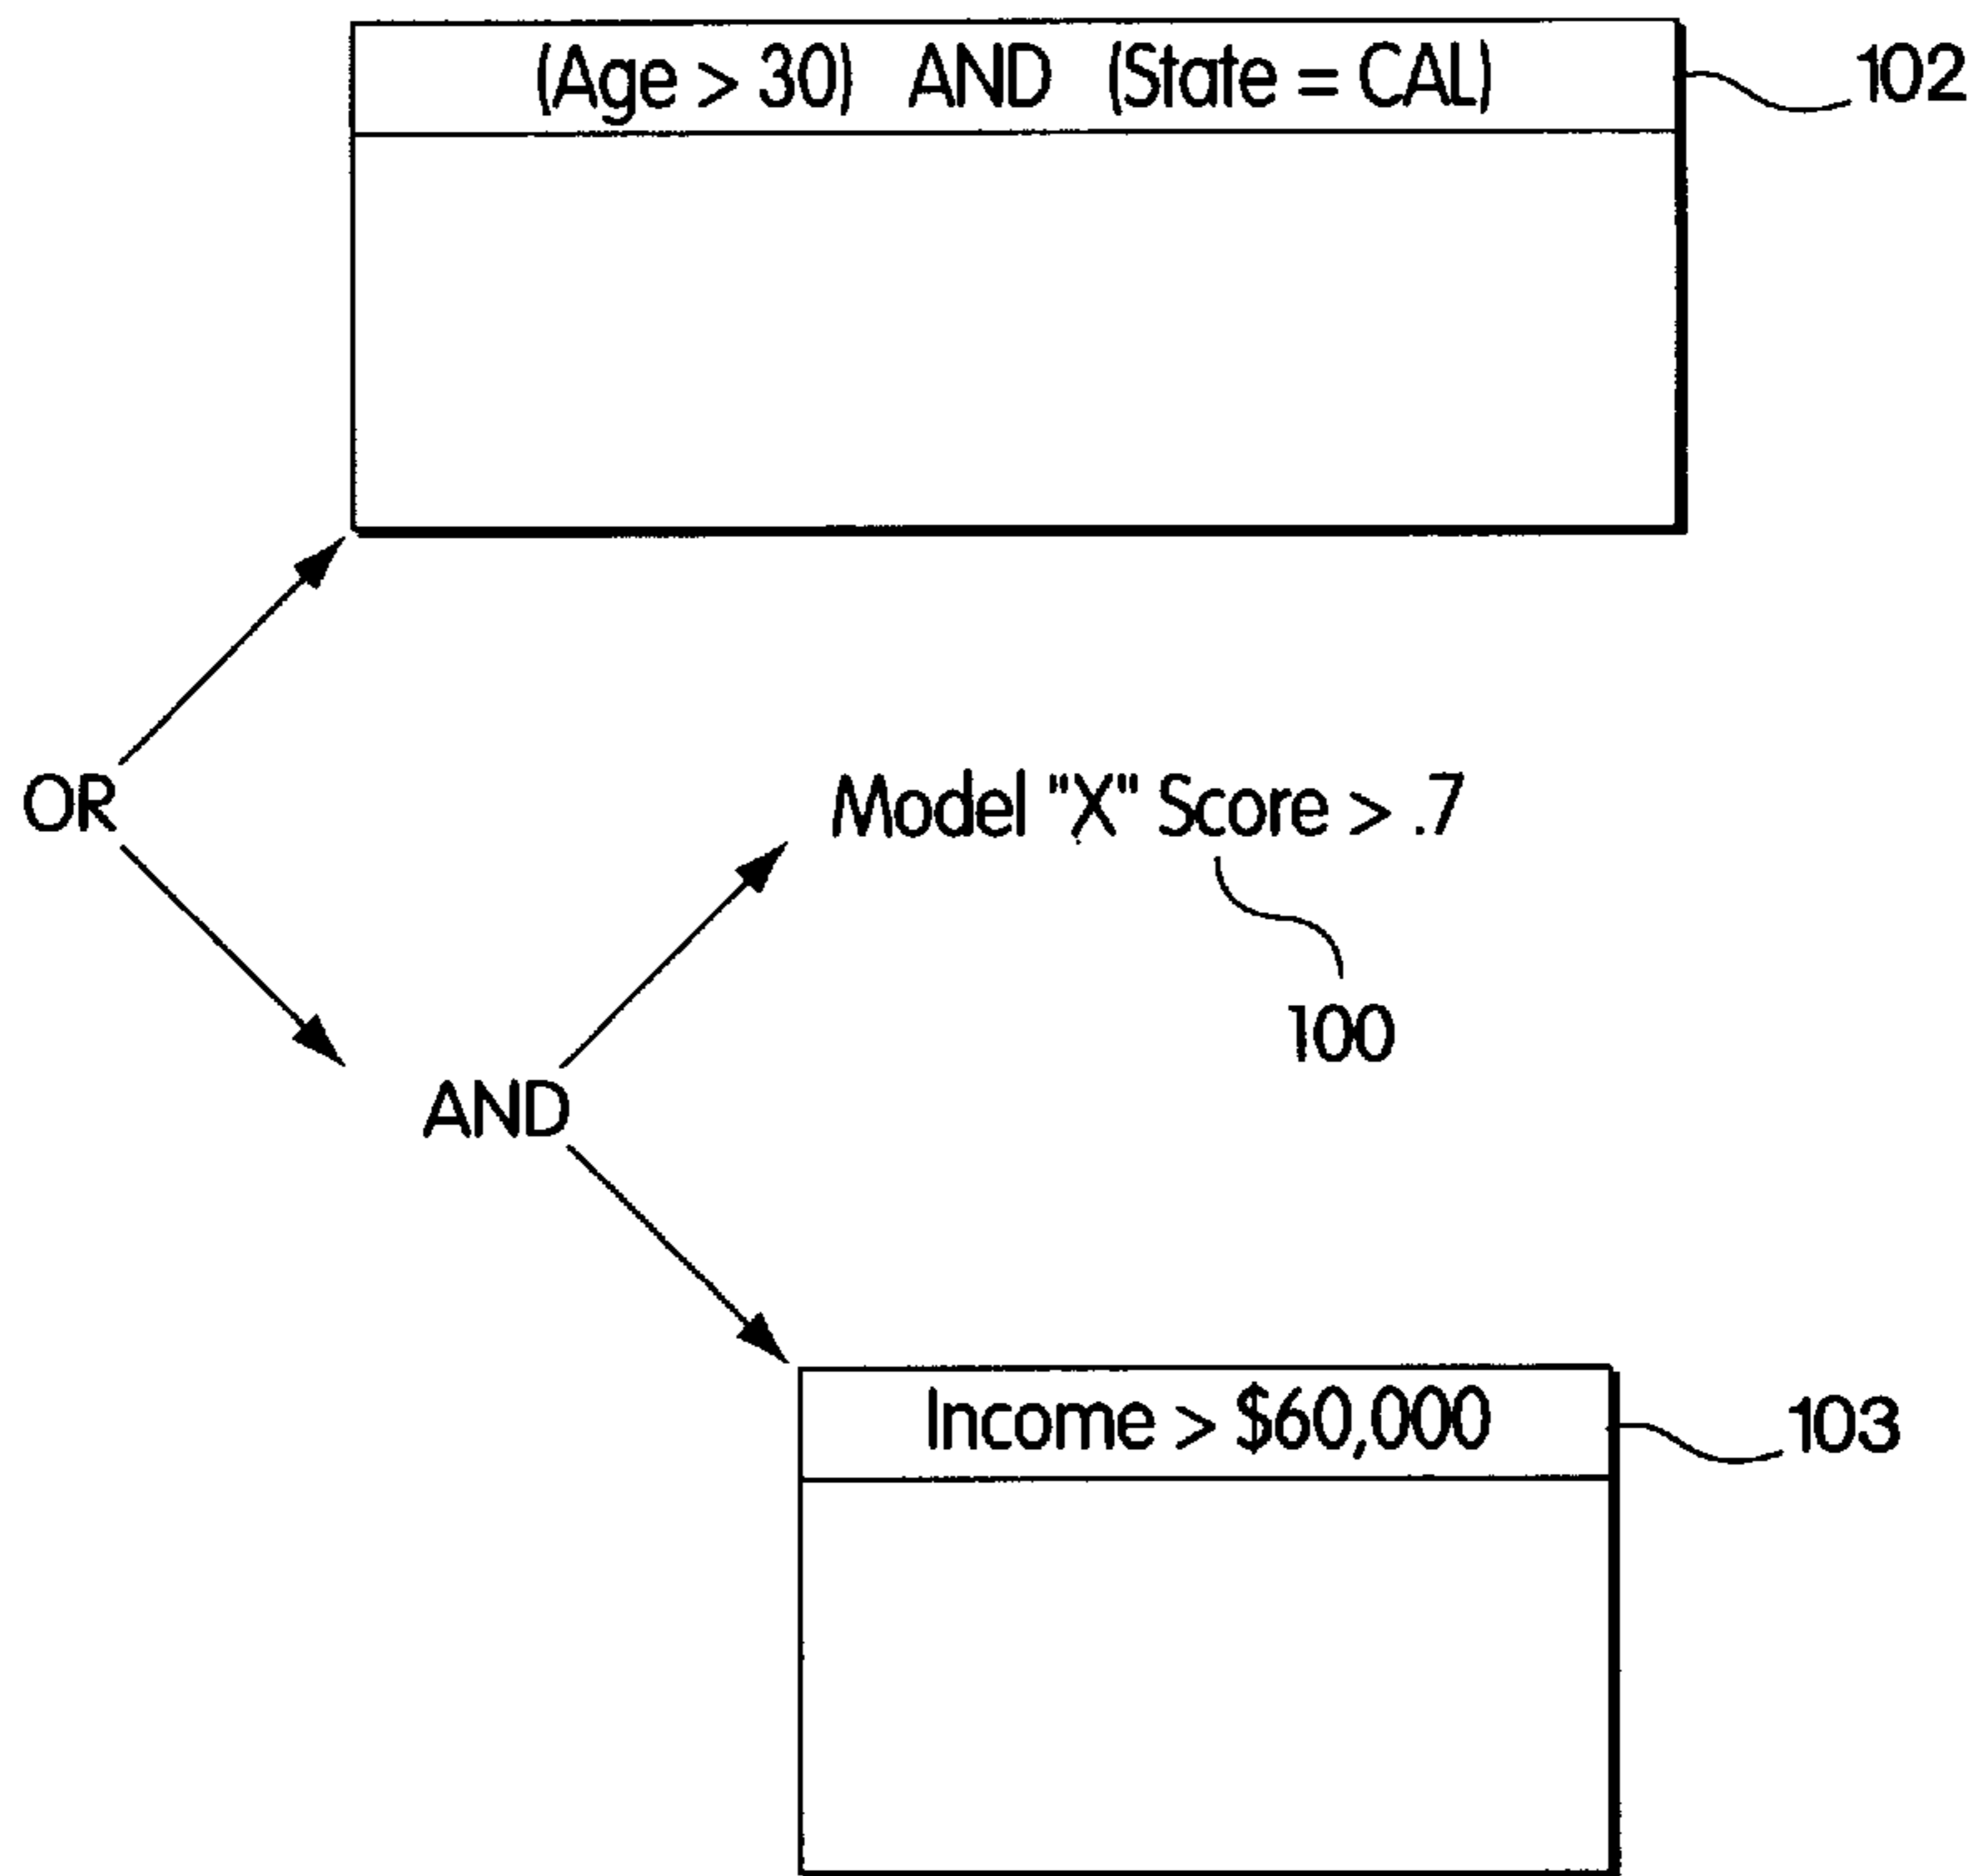 (Age > 30) AND (State = CAL)
102
OR
Model "X" Score > .7
100
AND
Income > $60,000
103